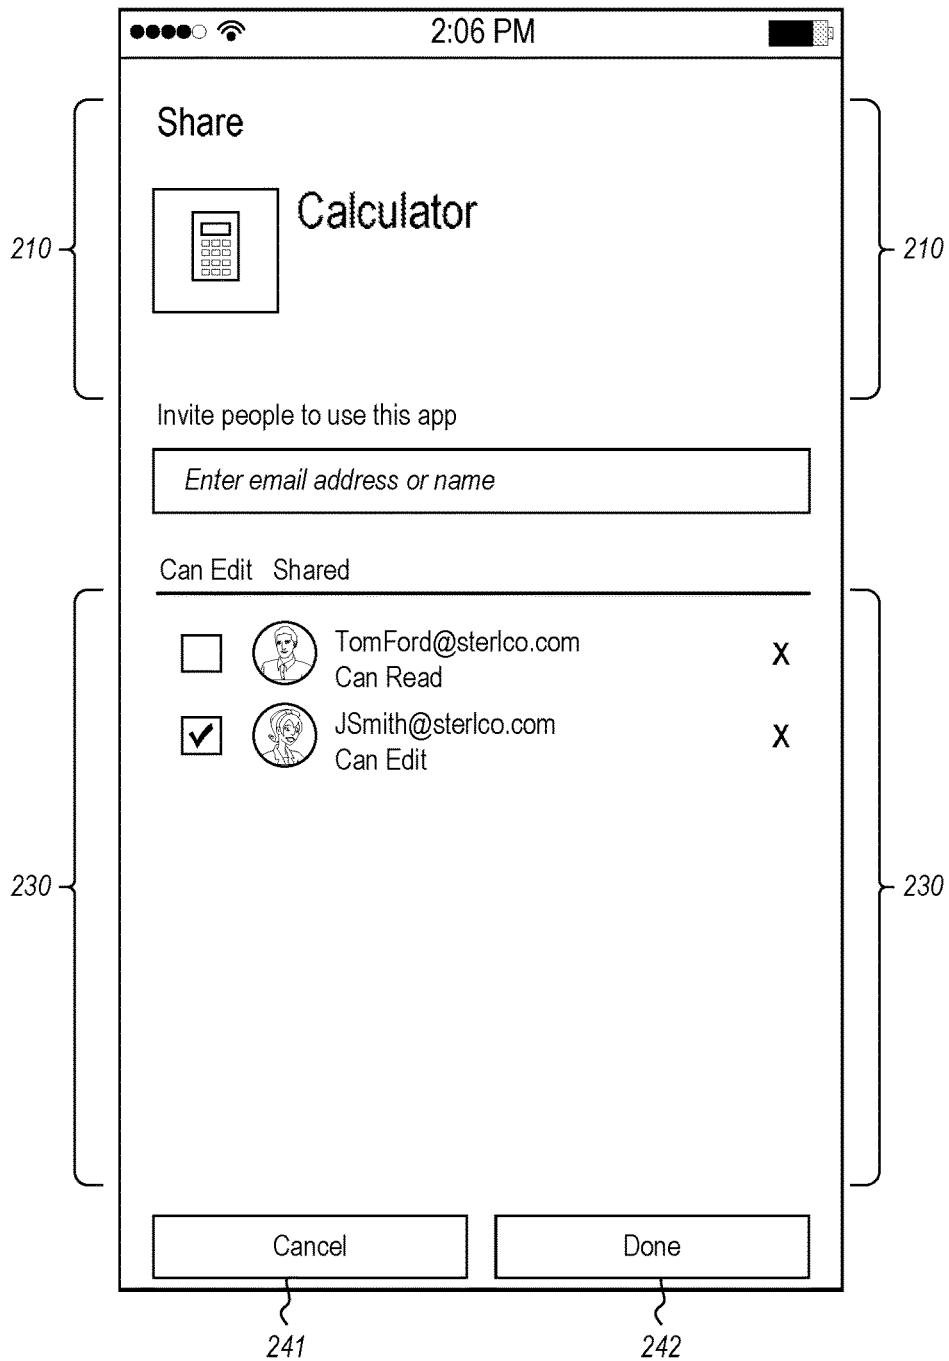 2:06 PM
Share
Calculator
210
210
Invite people to use this app
Enter email address or name
Can Edit Shared
TomFord@sterlco.com
X
Can Read
JSmith@sterlco.com
X
Can Edit
230
230
Cancel
Done
241
242